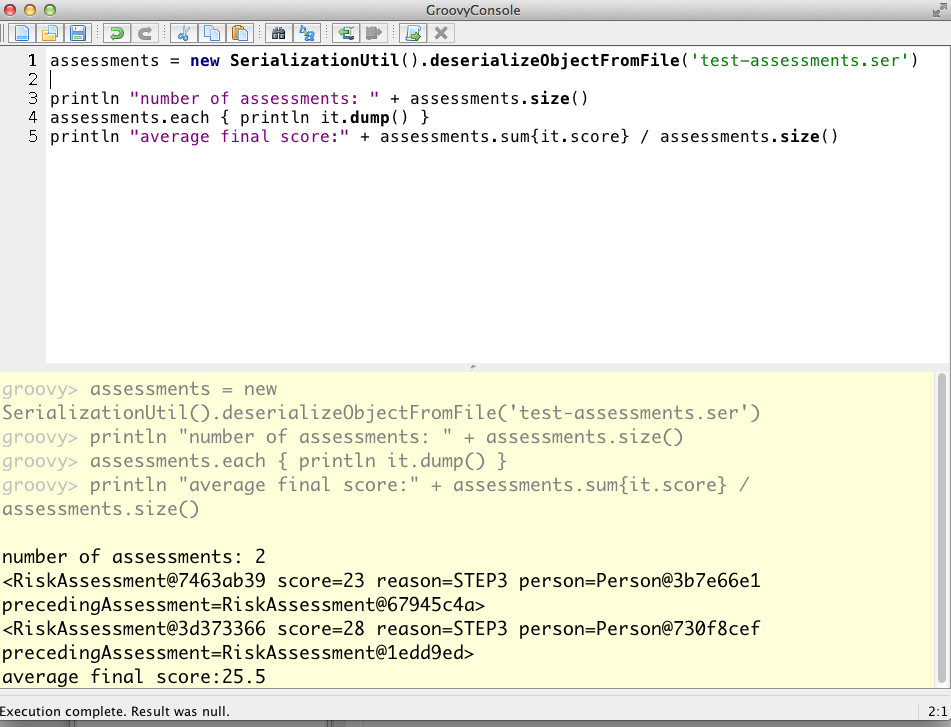 GroovyConsole
1 assessments = new SerializationUtil().deserializeObjectFromFile('test-assessments.ser')
2
3 println "number of assessments: " + assessments.size()
4 assessments.each { println it.dump() }
5 println "average final score:" + assessments.sum{it.score} / assessments.size()
groovy> assessments = new
SerializationUtil().deserializeObjectFromFile('test-assessments.ser')
groovy> println "number of assessments: " + assessments.size()
groovy> assessments.each { println it.dump() }
groovy> println "average final score:" + assessments.sum{it.score} /
assessments.size()
number of assessments: 2
<RiskAssessment@7463ab39 score=23 reason=STEP3 person=Person@3b7e66e1
precedingAssessment=RiskAssessment@67945c4a>
<RiskAssessment@3d373366 score=28 reason=STEP3 person=Person@730f8cef
precedingAssessment=RiskAssessment@1edd9ed>
average final score:25.5
Execution complete. Result was null.
2:1